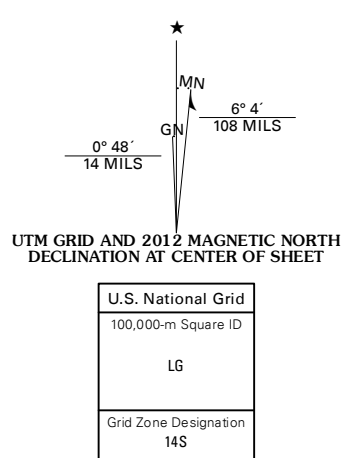 ★
MN
6° 4´
108 MILS
GN
0° 48´
14 MILS
UTM GRID AND 2012 MAGNETIC NORTH
DECLINATION AT CENTER OF SHEET
U.S. National Grid
100,000-m Square ID
LG
Grid Zone Designation
14S